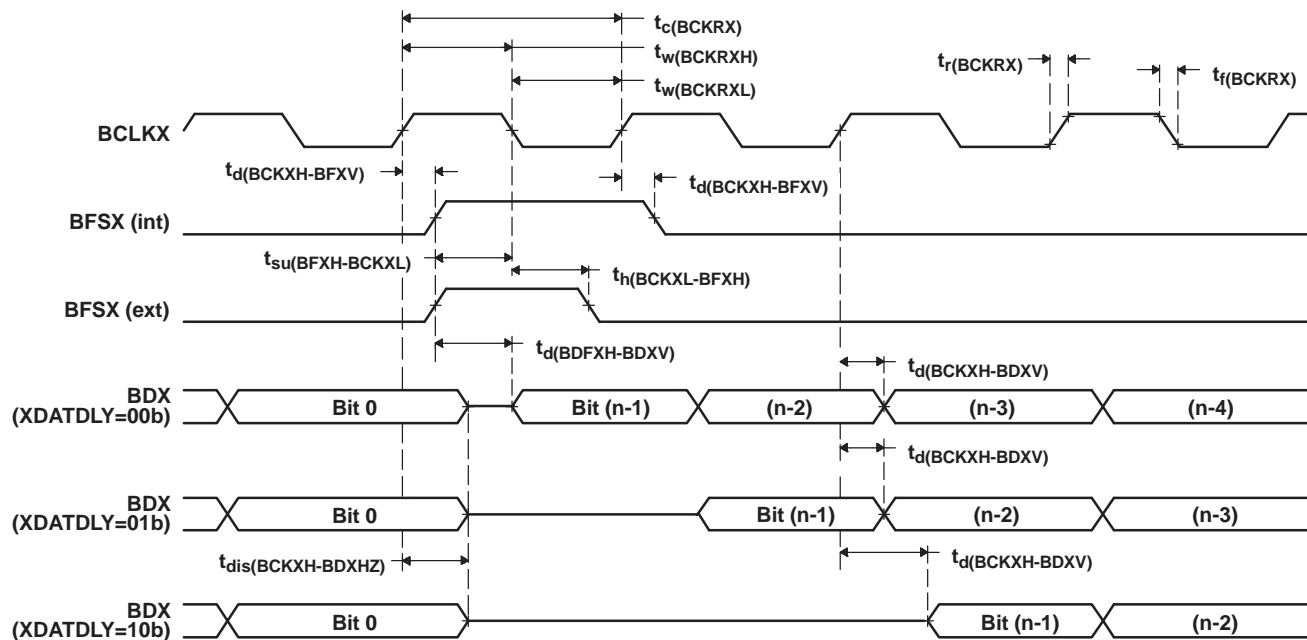 tc(BCKRX)
tw(BCKRXH)
tr(BCKRX)
tf(BCKRX)
tw(BCKRXL)
BCLKX
td(BCKXH-BFXV)
td(BCKXH-BFXV)
BFSX (int)
tsu(BFXH-BCKXL)
th(BCKXL-BFXH)
BFSX (ext)
td(BDFXH-BDXV)
td(BCKXH-BDXV)
BDX
(XDATDLY=00b)
Bit 0
Bit (n-1)
(n-2)
(n-3)
(n-4)
td(BCKXH-BDXV)
BDX
(XDATDLY=01b)
Bit 0
Bit (n-1)
(n-2)
(n-3)
tdis(BCKXH-BDXHZ)
td(BCKXH-BDXV)
BDX
(XDATDLY=10b)
Bit 0
Bit (n-1)
(n-2)